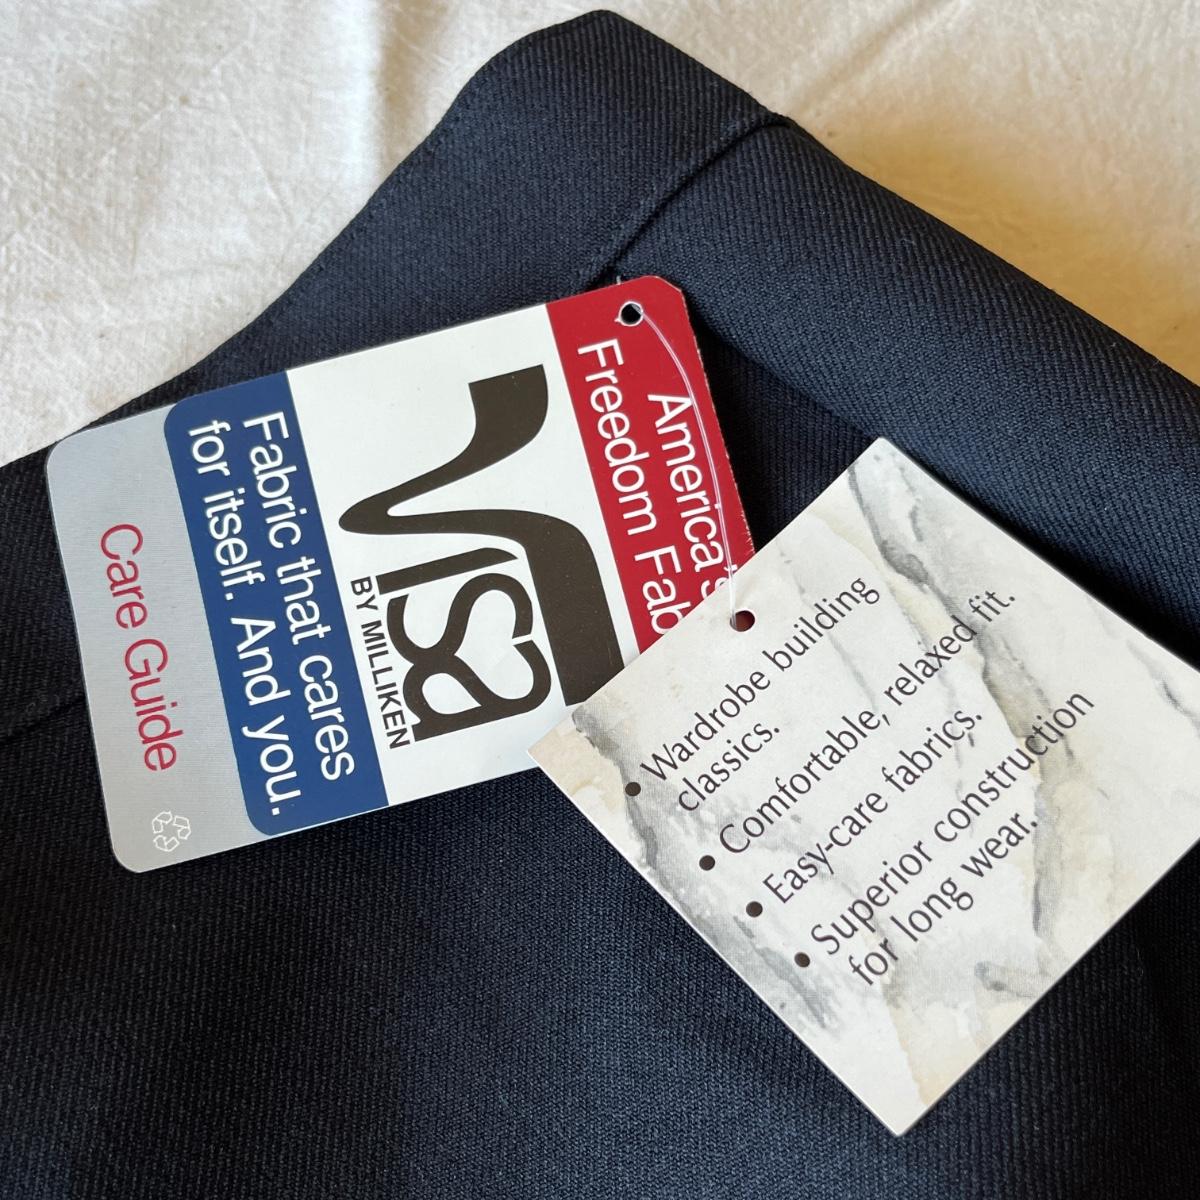 America's
Freedom Fab
Visa
BY MILLIKEN
Fabric that cares
for itself. And you.
Care Guide
• Wardrobe building
classics.
• Comfortable, relaxed fit.
• Easy-care fabrics.
• Superior construction
for long wear.